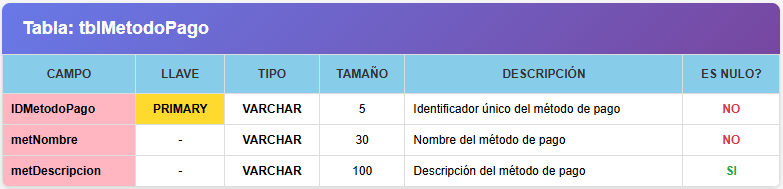 Tabla: tblMetodoPago
CAMPO LLAVE TIPO TAMAÑO DESCRIPCIÓN ES NULO?
IDMetodoPago PRIMARY VARCHAR 5 Identificador único del método de pago NO
metNombre - VARCHAR 30 Nombre del método de pago NO
metDescripcion - VARCHAR 100 Descripción del método de pago SI